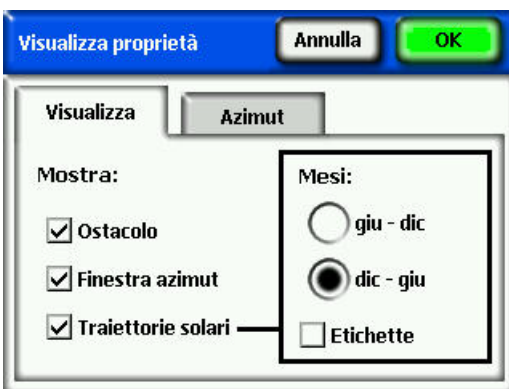 Visualizza proprietà
Annulla
OK
Visualizza
Azimut
Mostra:
Ostacolo
Finestra azimut
Traiettorie solari
Mesi:
giu - dic
dic - giu
Etichette